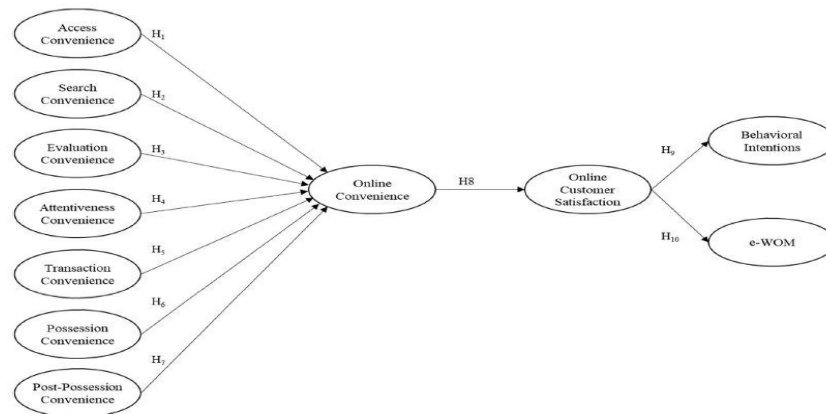 Access
Convenience
H₁
Search
Convenience
H₂
Evaluation
Convenience
H₃
Attentiveness
Convenience
H₄
Transaction
Convenience
H₅
Possession
Convenience
H₆
Post-Possession
Convenience
H₇
Online
Convenience
H8
Online
Customer
Satisfaction
H₉
Behavioral
Intentions
H₁₀
e-WOM